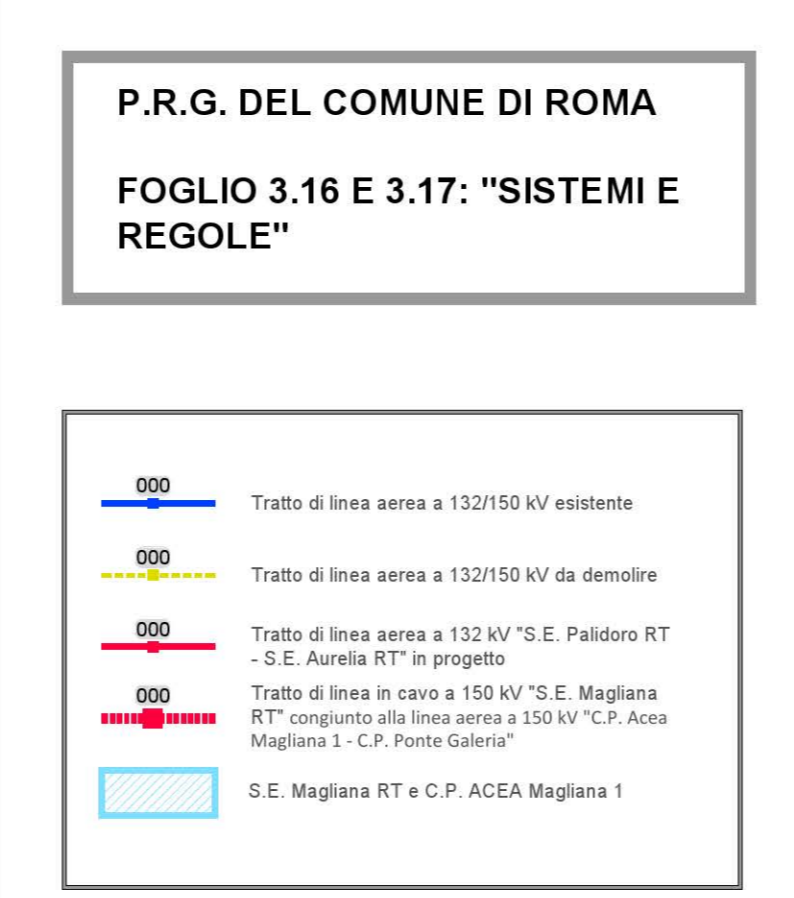 P.R.G. DEL COMUNE DI ROMA
FOGLIO 3.16 E 3.17: "SISTEMI E
REGOLE"
000
Tratto di linea aerea a 132/150 kV esistente
000
Tratto di linea aerea a 132/150 kV da demolire
000
Tratto di linea aerea a 132 kV "S.E. Palidoro RT
- S.E. Aurelia RT" in progetto
000
Tratto di linea in cavo a 150 kV "S.E. Magliana
RT" congiunto alla linea aerea a 150 kV "C.P. Acea
Magliana 1 - C.P. Ponte Galeria"
S.E. Magliana RT e C.P. ACEA Magliana 1